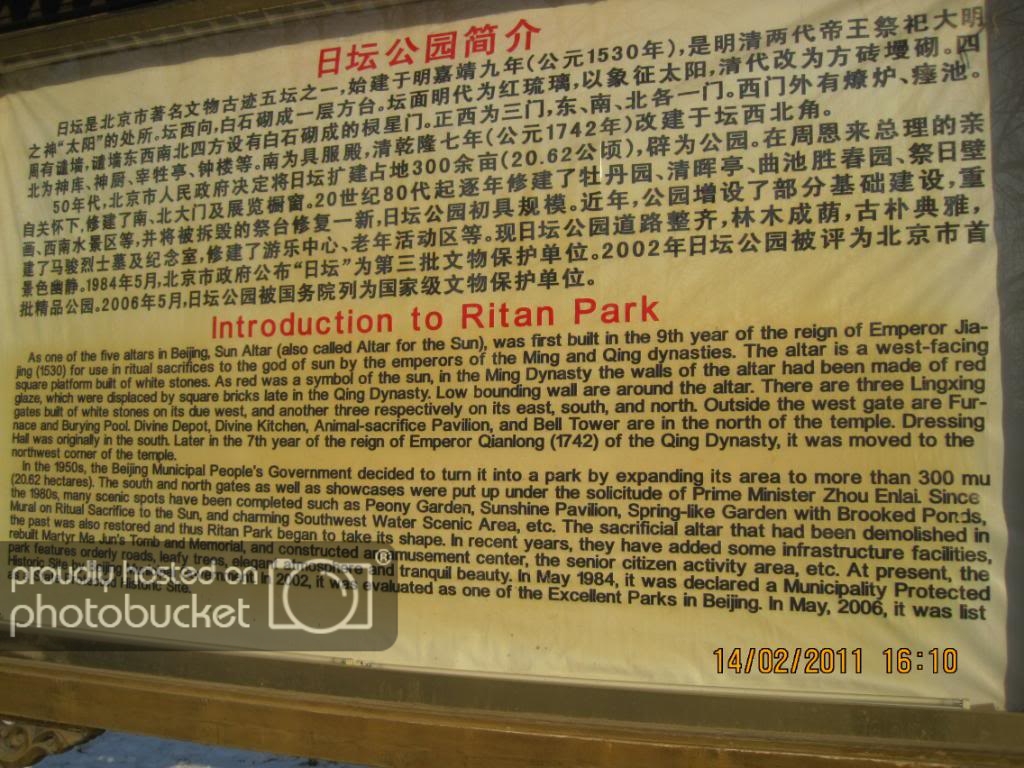 日坛公园简介
日坛是北京市著名文物古迹五坛之一,始建于明嘉靖九年(公元1530年),是明清两代帝王祭祀大明
之神“太阳”的处所。坛西向,白石砌成一层方台。坛面明代为红琉璃,以象征太阳,清代改为方砖墁砌。四
周有谴墙,谴墙东西南北四方设有白石砌成的棂星门。正西为三门,东、南、北各一门。西门外有燎炉、瘗池。
北为神库、神厨、宰牲亭、钟楼等。南为具服殿,清乾隆七年(公元1742年)改建于坛西北角。
50年代,北京市人民政府决定将日坛扩建占地300余亩(20.62公顷),辟为公园。在周恩来总理的亲
自关怀下,修建了南、北大门及展览橱窗。20世纪80代起逐年修建了牡丹园、清晖亭、曲池胜春园、祭日壁
画、西南水景区等,并将被拆毁的祭台修复一新,日坛公园初具规模。近年,公园增设了部分基础建设,重
建了马骏烈士墓及纪念室,修建了游乐中心、老年活动区等。现日坛公园道路整齐,林木成荫,古朴典雅,
景色幽静。1984年5月,北京市政府公布“日坛”为第三批文物保护单位。2002年日坛公园被评为北京市首
批精品公园。2006年5月,日坛公园被国务院列为国家级文物保护单位。
Introduction to Ritan Park
As one of the five altars in Beijing, Sun Altar (also called Altar for the Sun), was first built in the 9th year of the reign of Emperor Jia-
jing (1530) for use in ritual sacrifices to the god of sun by the emperors of the Ming and Qing dynasties. The altar is a west-facing
square platform built of white stones. As red was a symbol of the sun, in the Ming Dynasty the walls of the altar had been made of red
glaze, which were displaced by square bricks late in the Qing Dynasty. Low bounding wall are around the altar. There are three Lingxing
gates built of white stones on its due west, and another three respectively on its east, south, and north. Outside the west gate are Fur-
nace and Burying Pool. Divine Depot, Divine Kitchen, Animal-sacrifice Pavilion, and Bell Tower are in the north of the temple. Dressing
Hall was originally in the south. Later in the 7th year of the reign of Emperor Qianlong (1742) of the Qing Dynasty, it was moved to the
northwest corner of the temple.
In the 1950s, the Beijing Municipal People's Government decided to turn it into a park by expanding its area to more than 300 mu
(20.62 hectares). The south and north gates as well as showcases were put up under the solicitude of Prime Minister Zhou Enlai. Since
the 1980s, many scenic spots have been completed such as Peony Garden, Sunshine Pavilion, Spring-like Garden with Brooked Ponds,
Mural on Ritual Sacrifice to the Sun, and charming Southwest Water Scenic Area, etc. The sacrificial altar that had been demolished in
the past was also restored and thus Ritan Park began to take its shape. In recent years, they have added some infrastructure facilities,
rebuilt Martyr Ma Jun's Tomb and Memorial, and constructed an amusement center, the senior citizen activity area, etc. At present, the
park features orderly roads, leafy trees, elegant atmosphere and tranquil beauty. In May 1984, it was declared a Municipality Protected
Historic Site by in 2002, it was evaluated as one of the Excellent Parks in Beijing. In May, 2006, it was list
Historic Site.
proudly hosted on
photobucket
14/02/2011 16:10